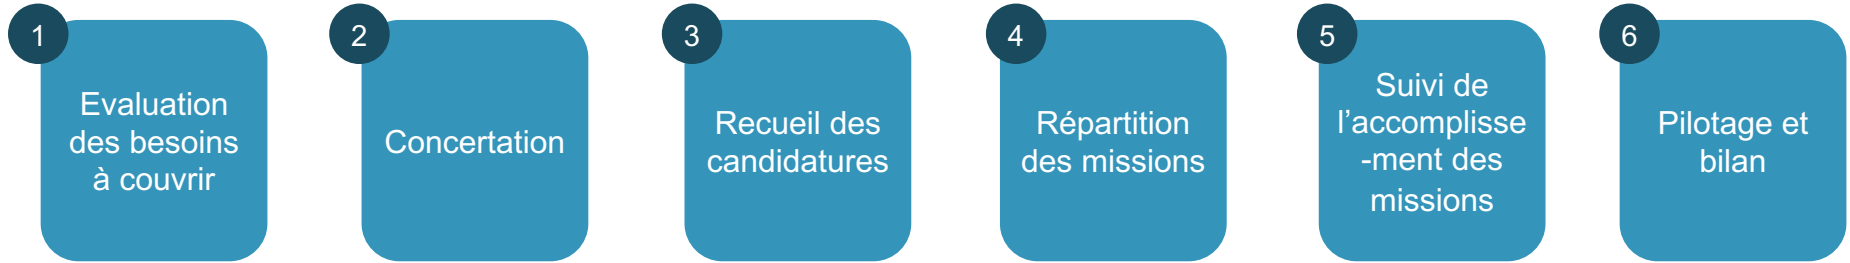 1
Evaluation
des besoins
à couvrir
2
Concertation
3
Recueil des
candidatures
4
Répartition
des missions
5
Suivi de
l’accomplisse
-ment des
missions
6
Pilotage et
bilan